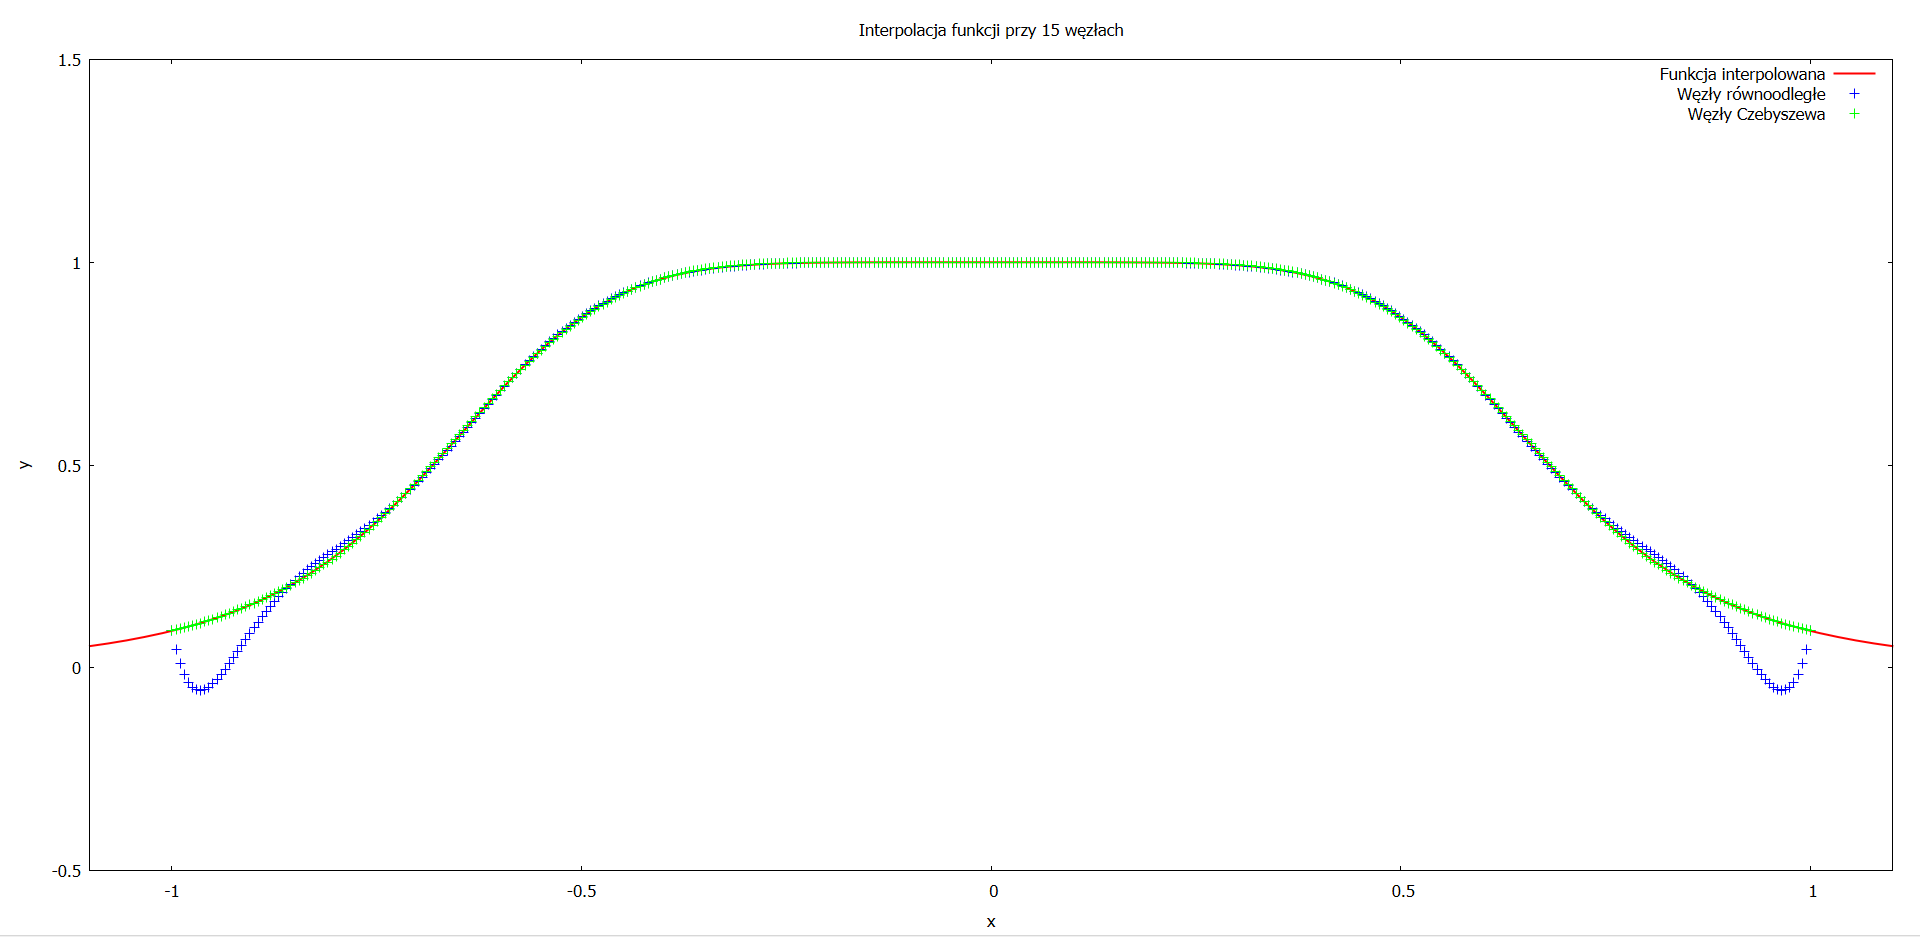 Interpolacja funkcji przy 15 węzłach
1.5
Funkcja interpolowana
Węzły równoodległe
Węzły Czebyszewa
1
0.5
y
0
-0.5
-1
-0.5
0
0.5
1
x